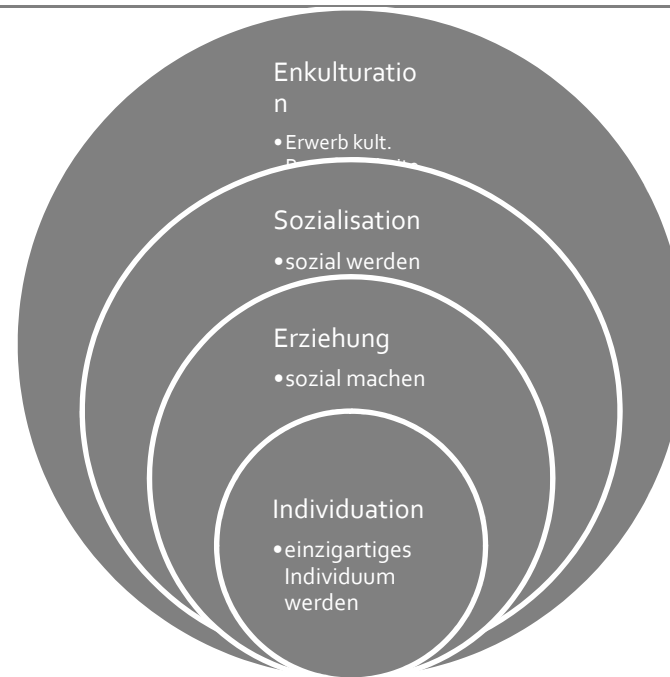 Enkulturatio
n
• Erwerb kult.
Sozialisation
•sozial werden
Erziehung
•sozial machen
Individuation
•einzigartiges
Individuum
werden